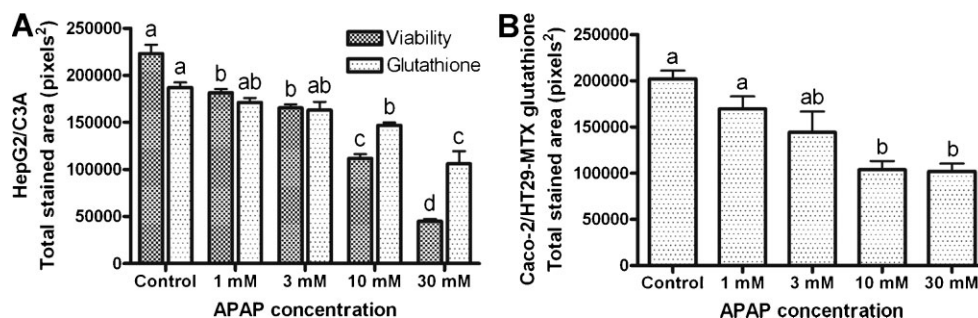 A
HepG2/C3A
Total stained area (pixels²)
250000
200000
150000
100000
50000
0
a
a
b
ab
b
ab
c
b
d
c
Viability
Glutathione
Control
1 mM
3 mM
10 mM
30 mM
APAP concentration
B
Caco-2/HT29-MTX glutathione
Total stained area (pixels²)
250000
200000
150000
100000
50000
0
a
a
ab
b
b
Control
1 mM
3 mM
10 mM
30 mM
APAP concentration